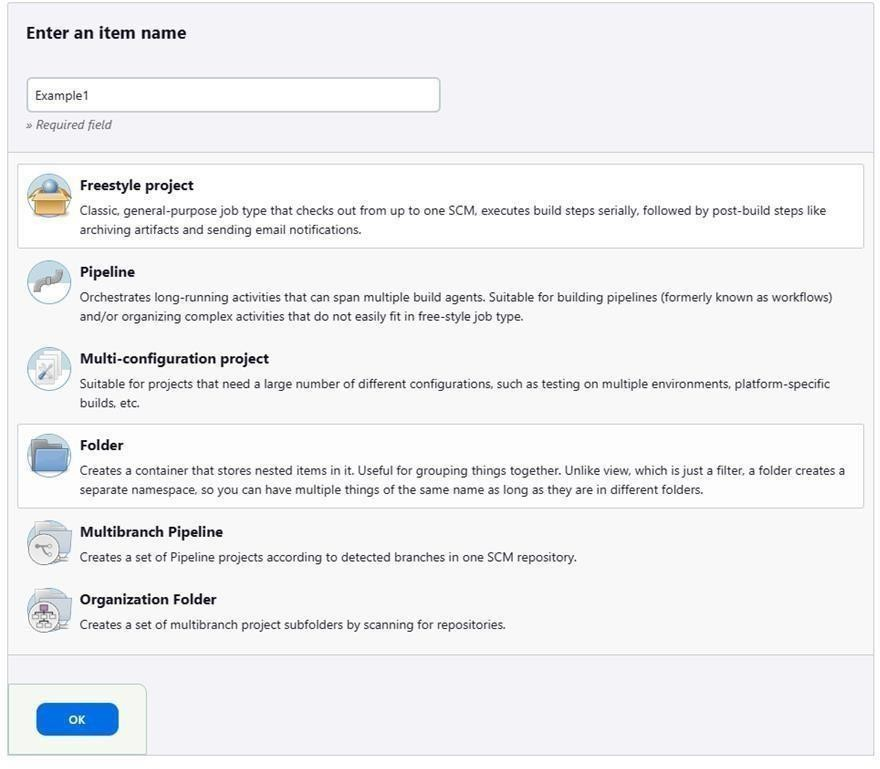 Enter an item name
Example1
» Required field
Freestyle project
Classic, general-purpose job type that checks out from up to one SCM, executes build steps serially, followed by post-build steps like
archiving artifacts and sending email notifications.
Pipeline
Orchestrates long-running activities that can span multiple build agents. Suitable for building pipelines (formerly known as workflows)
and/or organizing complex activities that do not easily fit in free-style job type.
Multi-configuration project
Suitable for projects that need a large number of different configurations, such as testing on multiple environments, platform-specific
builds, etc.
Folder
Creates a container that stores nested items in it. Useful for grouping things together. Unlike view, which is just a filter, a folder creates a
separate namespace, so you can have multiple things of the same name as long as they are in different folders.
Multibranch Pipeline
Creates a set of Pipeline projects according to detected branches in one SCM repository.
Organization Folder
Creates a set of multibranch project subfolders by scanning for repositories.
OK